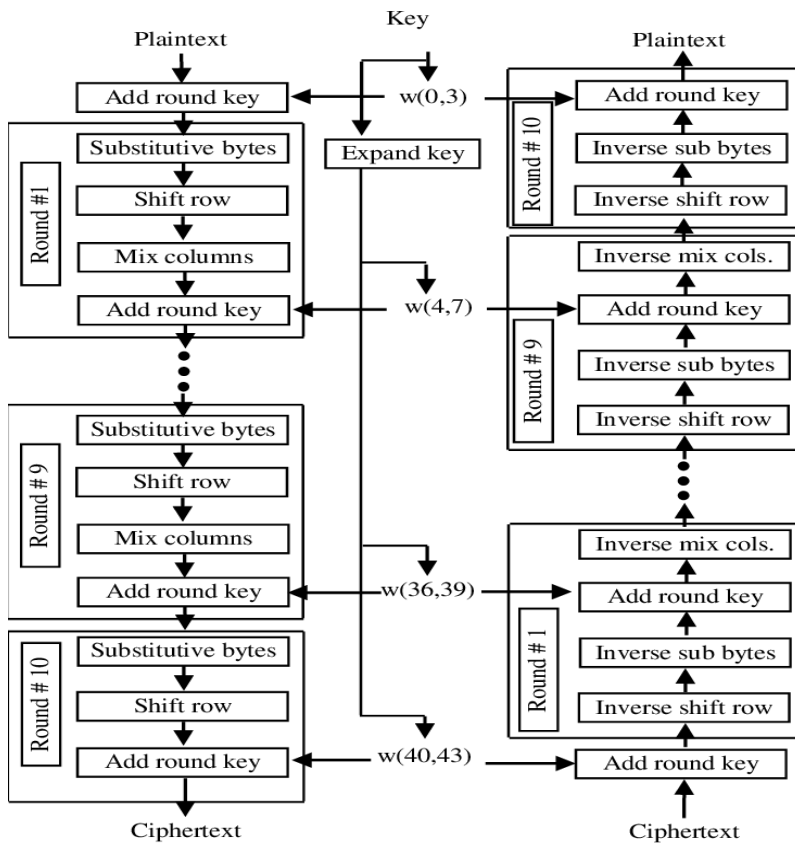 Plaintext
Add round key
Round #1
Substitutive bytes
Shift row
Mix columns
Add round key
Round # 9
Substitutive bytes
Shift row
Mix columns
Add round key
Round # 10
Substitutive bytes
Shift row
Add round key
Ciphertext
Key
w(0,3)
Expand key
w(4,7)
w(36,39)
w(40,43)
Plaintext
Round # 10
Add round key
Inverse sub bytes
Inverse shift row
Round # 9
Inverse mix cols.
Add round key
Inverse sub bytes
Inverse shift row
Round # 1
Inverse mix cols.
Add round key
Inverse sub bytes
Inverse shift row
Add round key
Ciphertext